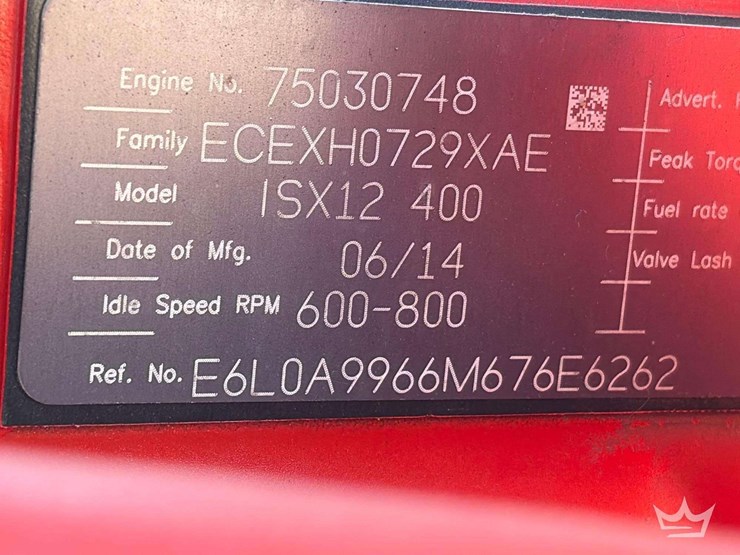 Engine No. 75030748
Family ECEXH0729XAE
Model ISX12 400
Date of Mfg. 06/14
Idle Speed RPM 600-800
Ref. No. E6L0A9966M676E6262
Advert.
Peak
Fuel rate
Valve Lash